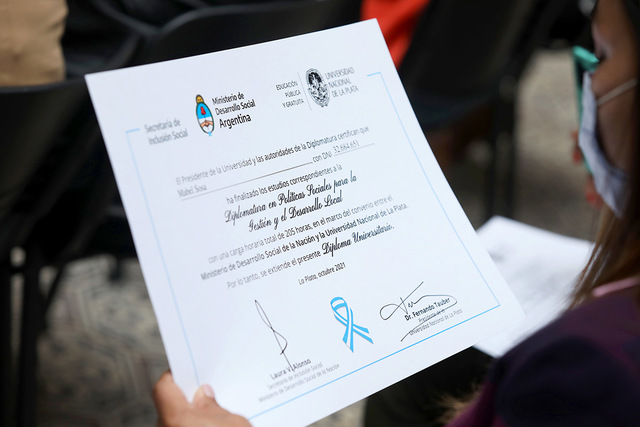 Secretaría de
Inclusión Social
Ministerio de
Desarrollo Social
Argentina
EDUCACIÓN
PÚBLICA
Y GRATUITA
UNIVERSIDAD
NACIONAL
DE LA PLATA
El Presidente de la Universidad y las autoridades de la Diplomatura certifican que
Mabel Sosa con DNI 32.664.651
ha finalizado los estudios correspondientes a la
Diplomatura en Políticas Sociales para la
Gestión y el Desarrollo Local
con una carga horaria total de 205 horas, en el marco del convenio entre el
Ministerio de Desarrollo Social de la Nación y la Universidad Nacional de La Plata.
Por lo tanto, se extiende el presente Diploma Universitario.
La Plata, octubre 2021
Laura V. Alonso
Secretaria de Inclusión Social
Ministerio de Desarrollo Social de la Nación
Dr. Fernando Tauber
Universidad Nacional de La Plata